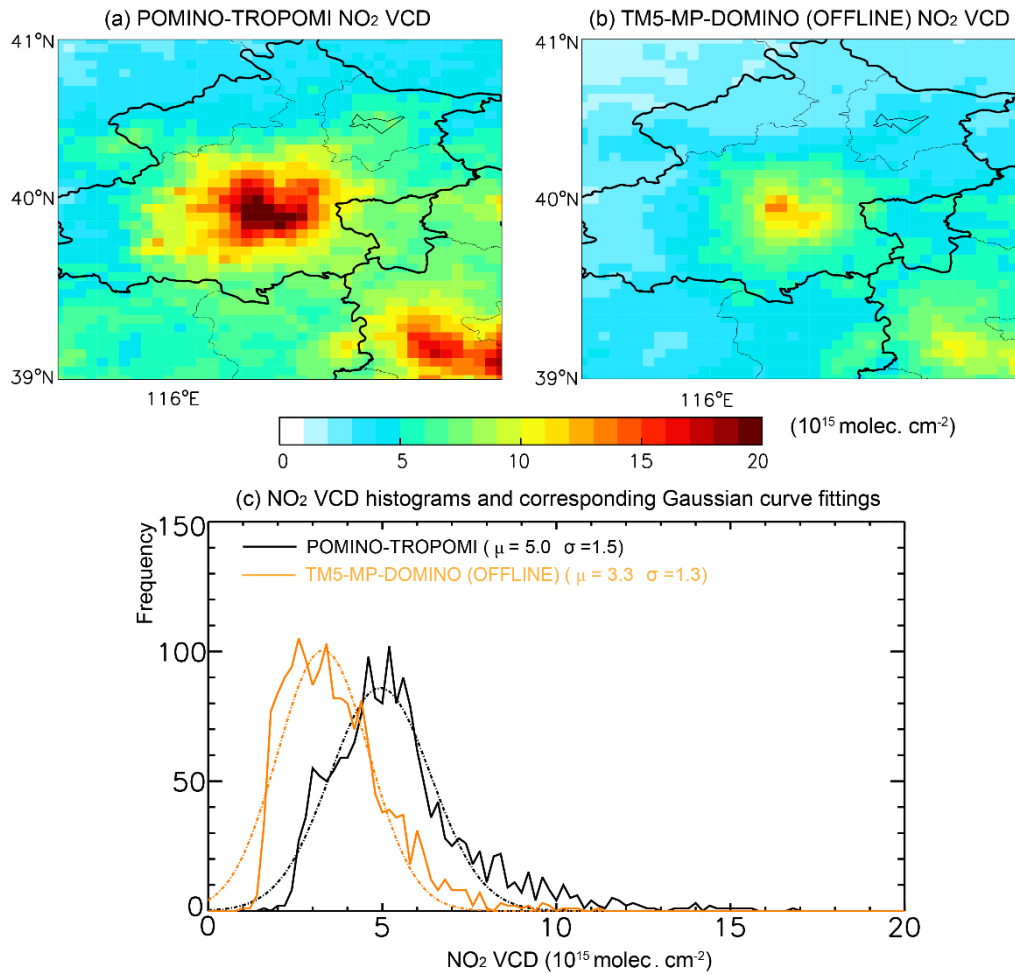 (a) POMINO-TROPOMI NO₂ VCD
(b) TM5-MP-DOMINO (OFFLINE) NO₂ VCD
41°N
41°N
40°N
40°N
39°N
39°N
116°E
116°E
0 5 10 15 20
(10¹⁵ molec. cm⁻²)
(c) NO₂ VCD histograms and corresponding Gaussian curve fittings
150
POMINO-TROPOMI ( μ = 5.0 σ =1.5)
TM5-MP-DOMINO (OFFLINE) ( μ = 3.3 σ =1.3)
Frequency
100
50
0
0 5 10 15 20
NO₂ VCD (10¹⁵ molec. cm⁻²)